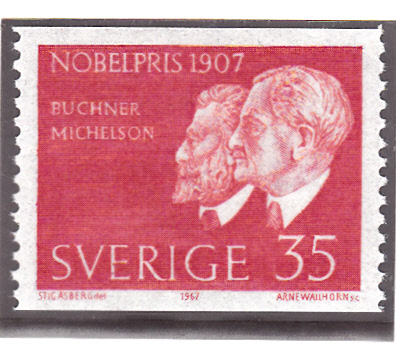 NOBELPRIS 1907
BUCHNER
MICHELSON
SVERIGE 35
STIG ÅSBERG del 1967 ARNE WALLHORN sc